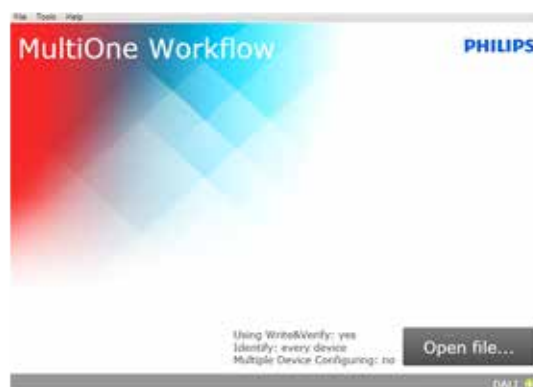 File Tools Help
MultiOne Workflow
PHILIPS
Using Write&Verify: yes
Identify: every device
Multiple Device Configuring: no
Open file...
DALI